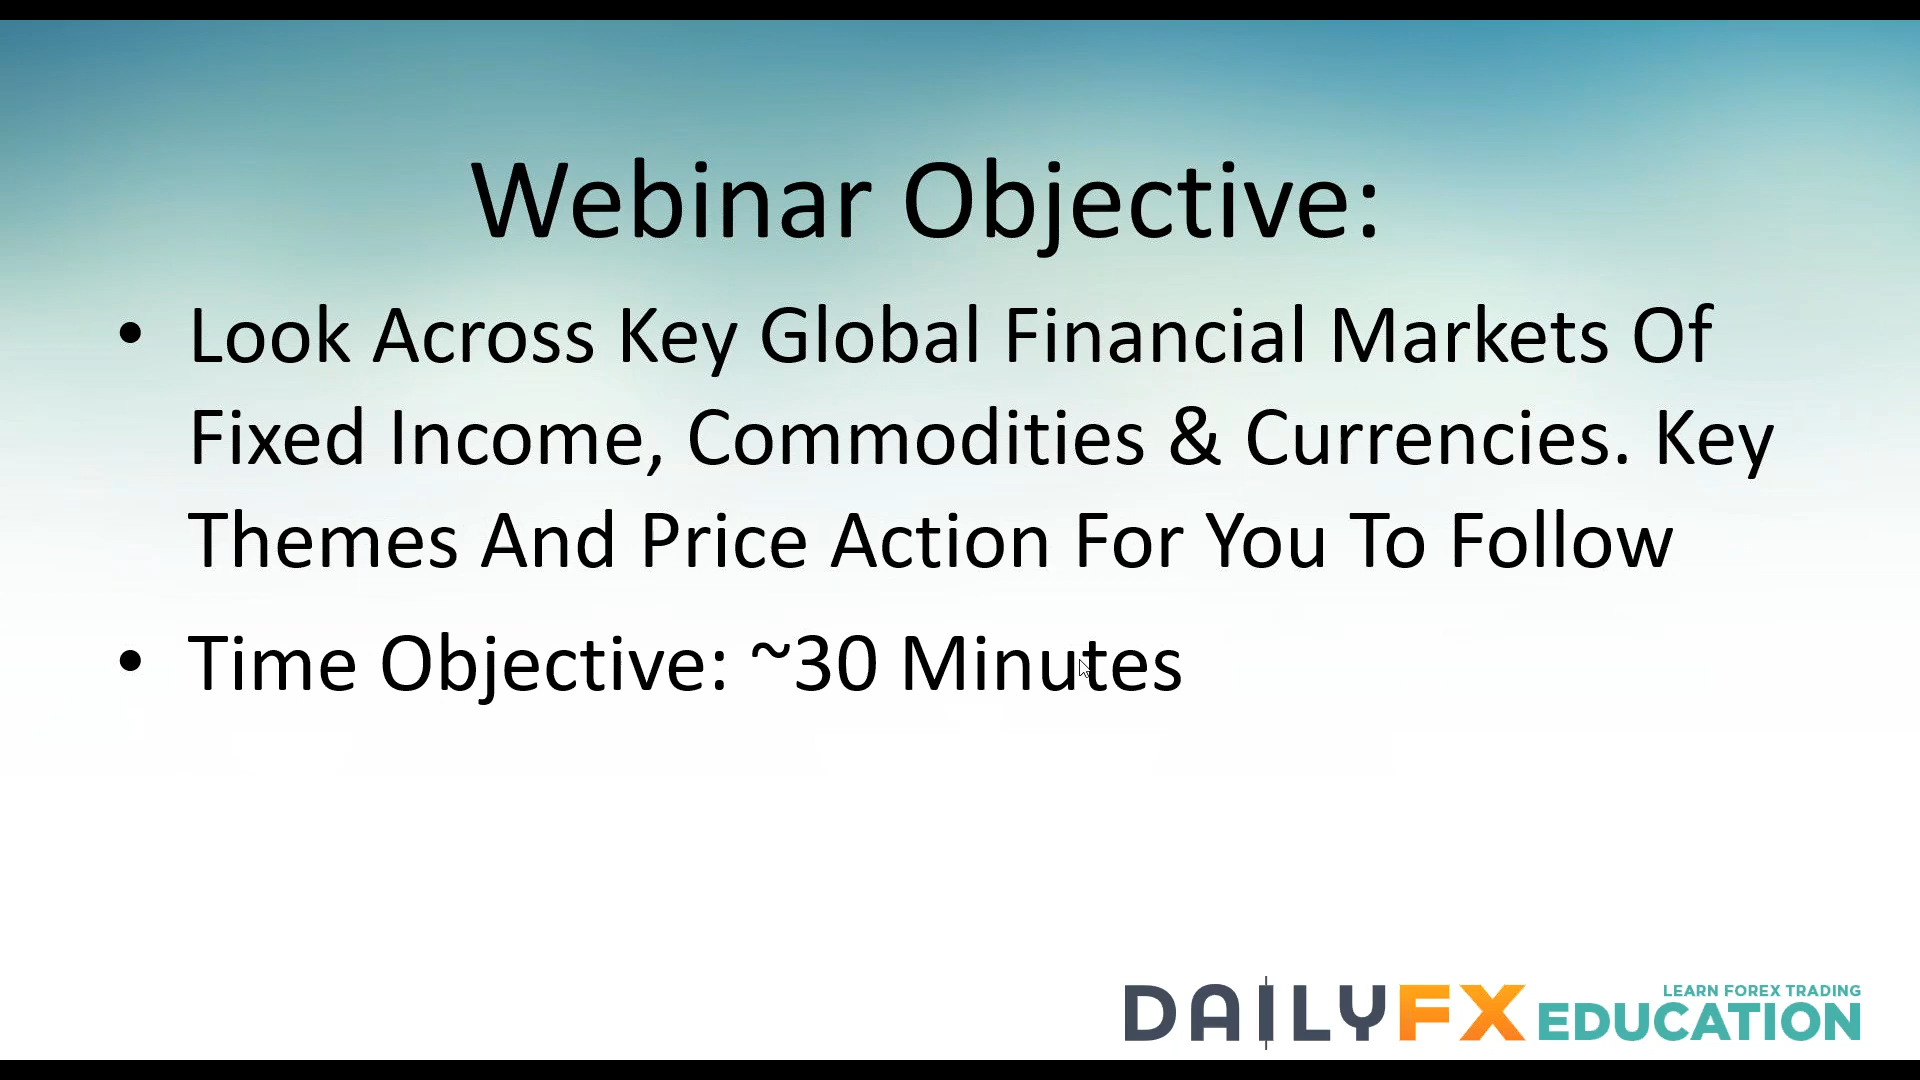 Webinar Objective:
• Look Across Key Global Financial Markets Of
Fixed Income, Commodities & Currencies. Key
Themes And Price Action For You To Follow
• Time Objective: ~30 Minutes
DAILYFX
LEARN FOREX TRADING
EDUCATION